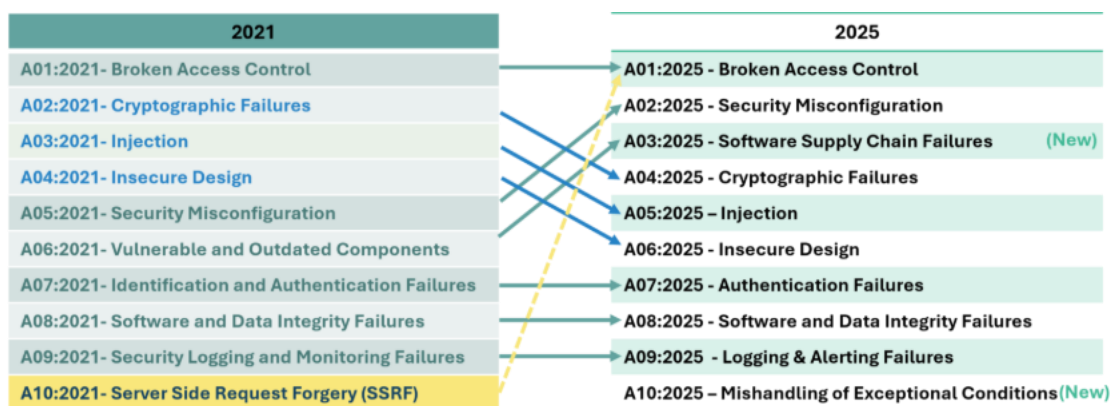 2021
A01:2021- Broken Access Control
A02:2021- Cryptographic Failures
A03:2021- Injection
A04:2021- Insecure Design
A05:2021- Security Misconfiguration
A06:2021- Vulnerable and Outdated Components
A07:2021- Identification and Authentication Failures
A08:2021- Software and Data Integrity Failures
A09:2021- Security Logging and Monitoring Failures
A10:2021- Server Side Request Forgery (SSRF)
2025
A01:2025 - Broken Access Control
A02:2025 - Security Misconfiguration
A03:2025 - Software Supply Chain Failures (New)
A04:2025 - Cryptographic Failures
A05:2025 – Injection
A06:2025 - Insecure Design
A07:2025 - Authentication Failures
A08:2025 - Software and Data Integrity Failures
A09:2025 - Logging & Alerting Failures
A10:2025 – Mishandling of Exceptional Conditions (New)